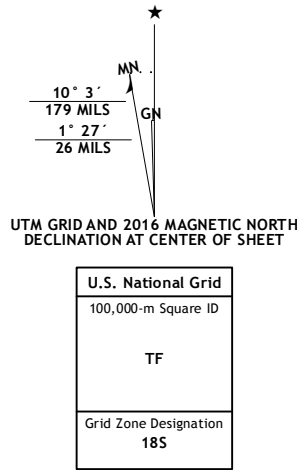 ★
MN
GN
10° 3´
179 MILS
1° 27´
26 MILS
UTM GRID AND 2016 MAGNETIC NORTH
DECLINATION AT CENTER OF SHEET
U.S. National Grid
100,000-m Square ID
TF
Grid Zone Designation
18S